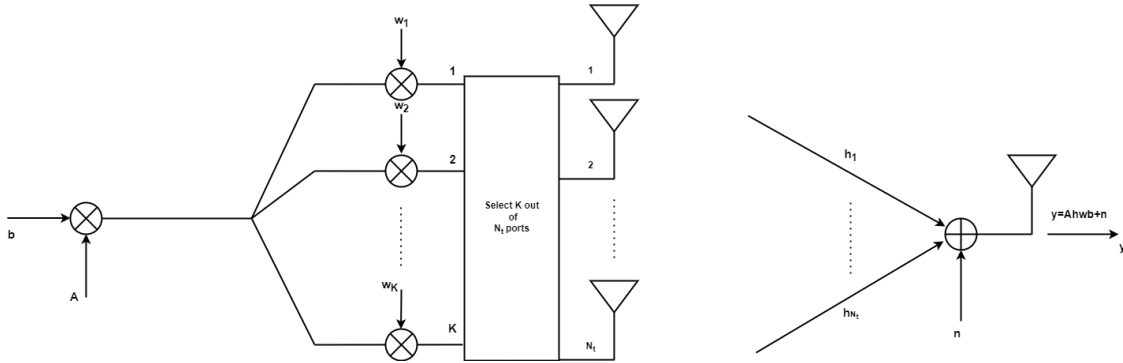 w1
1
1
w2
2
2
h1
Select K out
of
Nt ports
b
y=Ahwb+n
y
A
wK
K
Nt
hNt
n